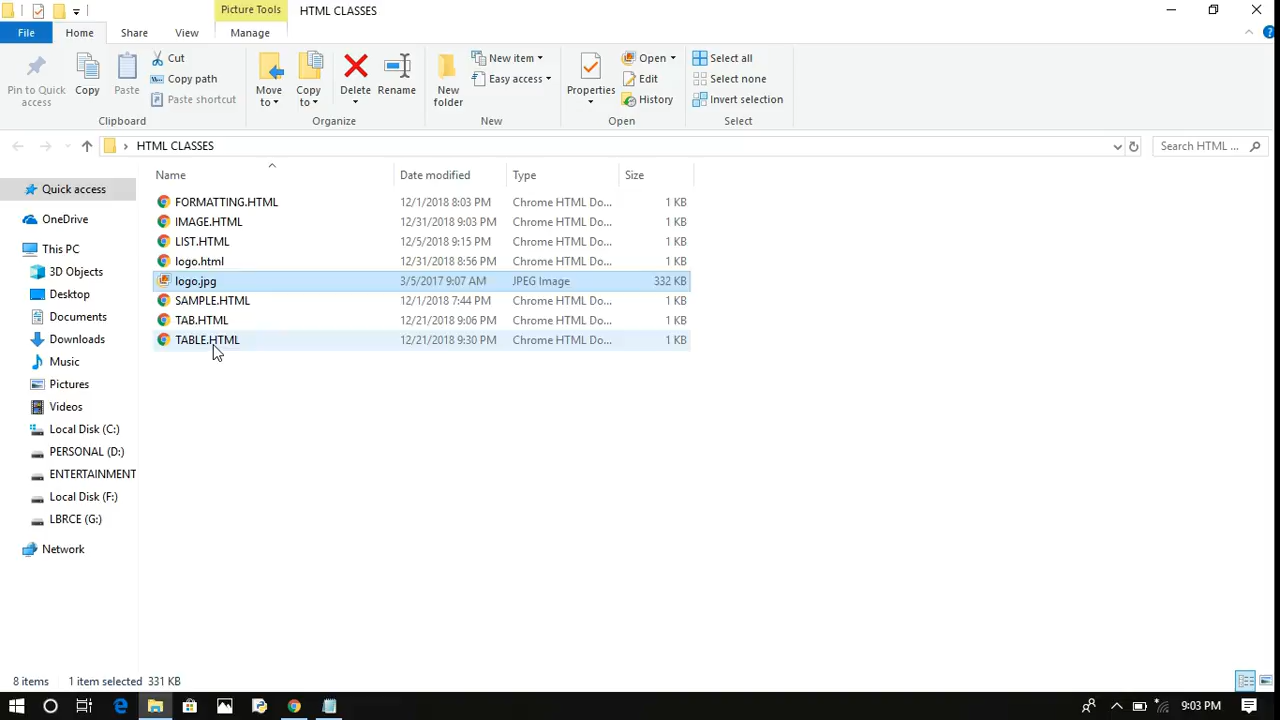 Picture Tools HTML CLASSES
File Home Share View Manage
Pin to Quick access
Copy
Paste
Cut
Copy path
Paste shortcut
Clipboard
Move to
Copy to
Delete
Rename
Organize
New folder
New item
Easy access
New
Properties
Open
Edit
History
Open
Select all
Select none
Invert selection
Select
HTML CLASSES Search HTML ...
Name Date modified Type Size
FORMATTING.HTML 12/1/2018 8:03 PM Chrome HTML Do... 1 KB
IMAGE.HTML 12/31/2018 9:03 PM Chrome HTML Do... 1 KB
LIST.HTML 12/5/2018 9:15 PM Chrome HTML Do... 1 KB
logo.html 12/31/2018 8:56 PM Chrome HTML Do... 1 KB
logo.jpg 3/5/2017 9:07 AM JPEG Image 332 KB
SAMPLE.HTML 12/1/2018 7:44 PM Chrome HTML Do... 1 KB
TAB.HTML 12/21/2018 9:06 PM Chrome HTML Do... 1 KB
TABLE.HTML 12/21/2018 9:30 PM Chrome HTML Do... 1 KB
Quick access
OneDrive
This PC
3D Objects
Desktop
Documents
Downloads
Music
Pictures
Videos
Local Disk (C:)
PERSONAL (D:)
ENTERTAINMENT
Local Disk (F:)
LBRCE (G:)
Network
8 items 1 item selected 331 KB
9:03 PM